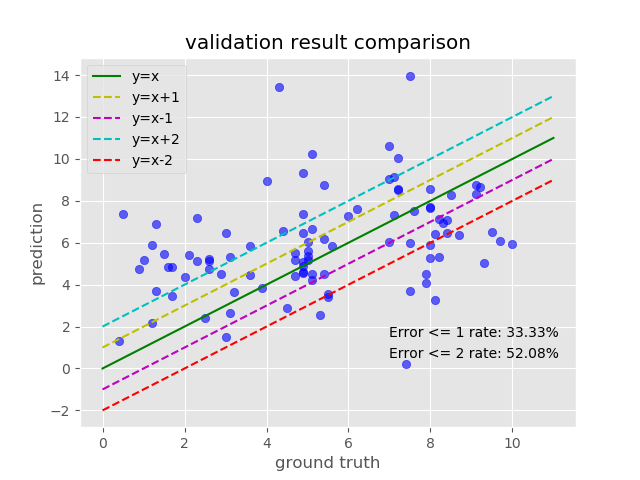 validation result comparison
y=x
y=x+1
y=x-1
y=x+2
y=x-2
14
12
10
8
6
4
2
0
−2
prediction
Error <= 1 rate: 33.33%
Error <= 2 rate: 52.08%
0 2 4 6 8 10
ground truth